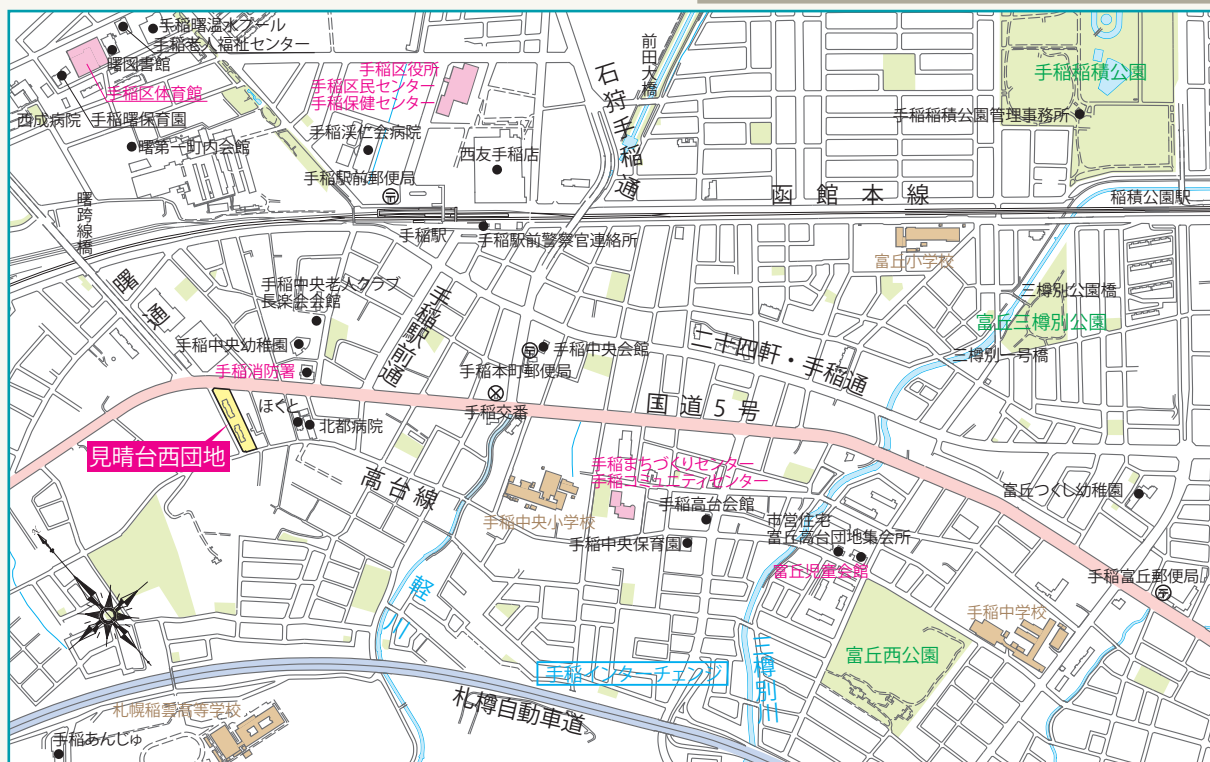 手稲曙温水プール
手稲老人福祉センター
曙図書館
手稲区体育館
西成病院
手稲曙保育園
曙第一町内会館
手稲区役所
手稲区民センター
手稲保健センター
手稲渓仁会病院
手稲駅前郵便局
西友手稲店
石狩手稲通
前田大橋
手稲稲積公園
手稲稲積公園管理事務所
函館本線
稲積公園駅
曙跨線橋
手稲駅
手稲駅前警察官連絡所
富丘小学校
曙通
手稲中央老人クラブ
長楽会会館
手稲駅前通
三樽別公園橋
富丘三樽別公園
三樽別一号橋
手稲中央幼稚園
手稲消防署
手稲中央会館
手稲本町郵便局
二十四軒・手稲通
国道5号
ほくと
北都病院
手稲交番
見晴台西団地
高台線
手稲まちづくりセンター
手稲コミュニティセンター
手稲高台会館
手稲中央小学校
手稲中央保育園
市営住宅
富丘高台団地集会所
富丘児童会館
富丘つくし幼稚園
手稲富丘郵便局
手稲中学校
軽川
富丘西公園
手稲インターチェンジ
三樽別川
札樽自動車道
札幌稲雲高等学校
手稲あんじゅ